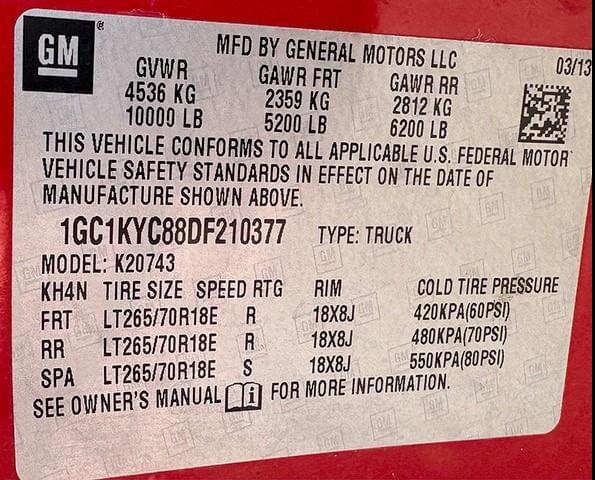 GM ®
MFD BY GENERAL MOTORS LLC 03/13
GVWR GAWR FRT GAWR RR
4536 KG 2359 KG 2812 KG
10000 LB 5200 LB 6200 LB
THIS VEHICLE CONFORMS TO ALL APPLICABLE U.S. FEDERAL MOTOR
VEHICLE SAFETY STANDARDS IN EFFECT ON THE DATE OF
MANUFACTURE SHOWN ABOVE.
1GC1KYC88DF210377 TYPE: TRUCK
MODEL: K20743
KH4N TIRE SIZE SPEED RTG RIM COLD TIRE PRESSURE
FRT LT265/70R18E R 18X8J 420KPA(60PSI)
RR LT265/70R18E R 18X8J 480KPA(70PSI)
SPA LT265/70R18E S 18X8J 550KPA(80PSI)
SEE OWNER'S MANUAL i FOR MORE INFORMATION.